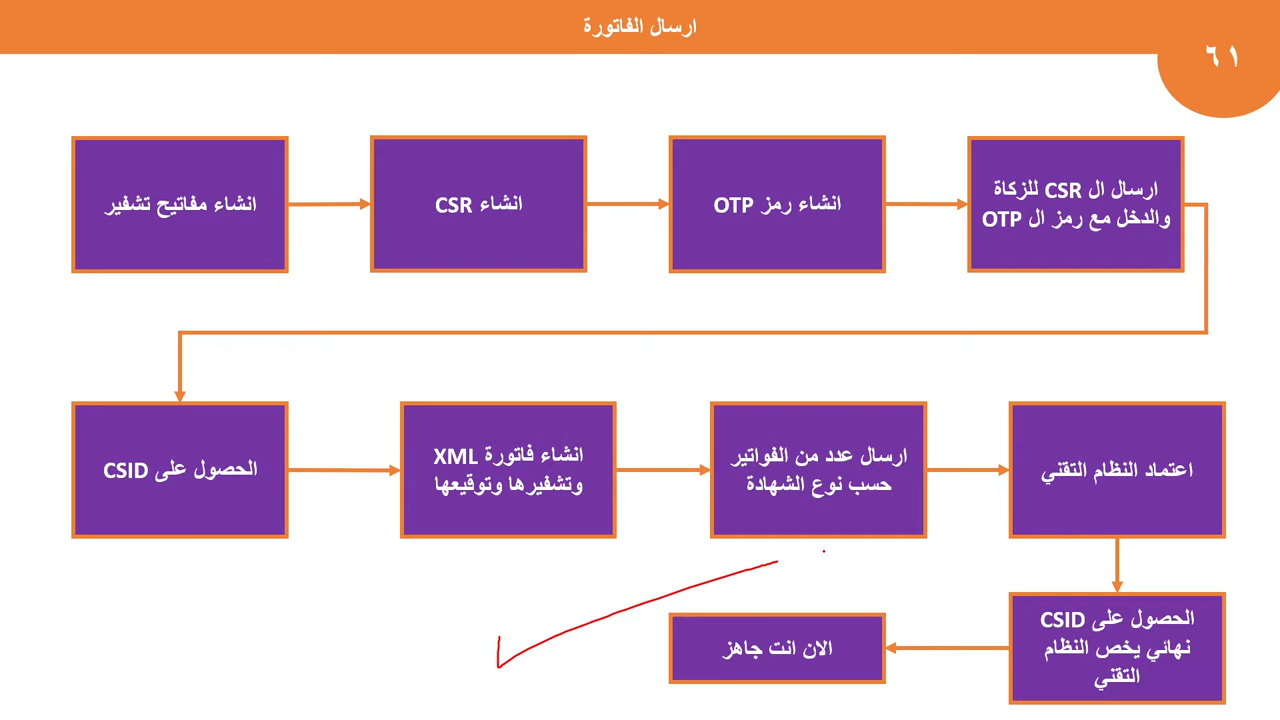 ارسال الفاتورة
٦١
انشاء مفاتيح تشفير
انشاء CSR
انشاء رمز OTP
ارسال ال CSR للزكاة
والدخل مع رمز ال OTP
الحصول على CSID
انشاء فاتورة XML
وتشفيرها وتوقيعها
ارسال عدد من الفواتير
حسب نوع الشهادة
اعتماد النظام التقني
الحصول على CSID
نهائي يخص النظام
التقني
الان انت جاهز